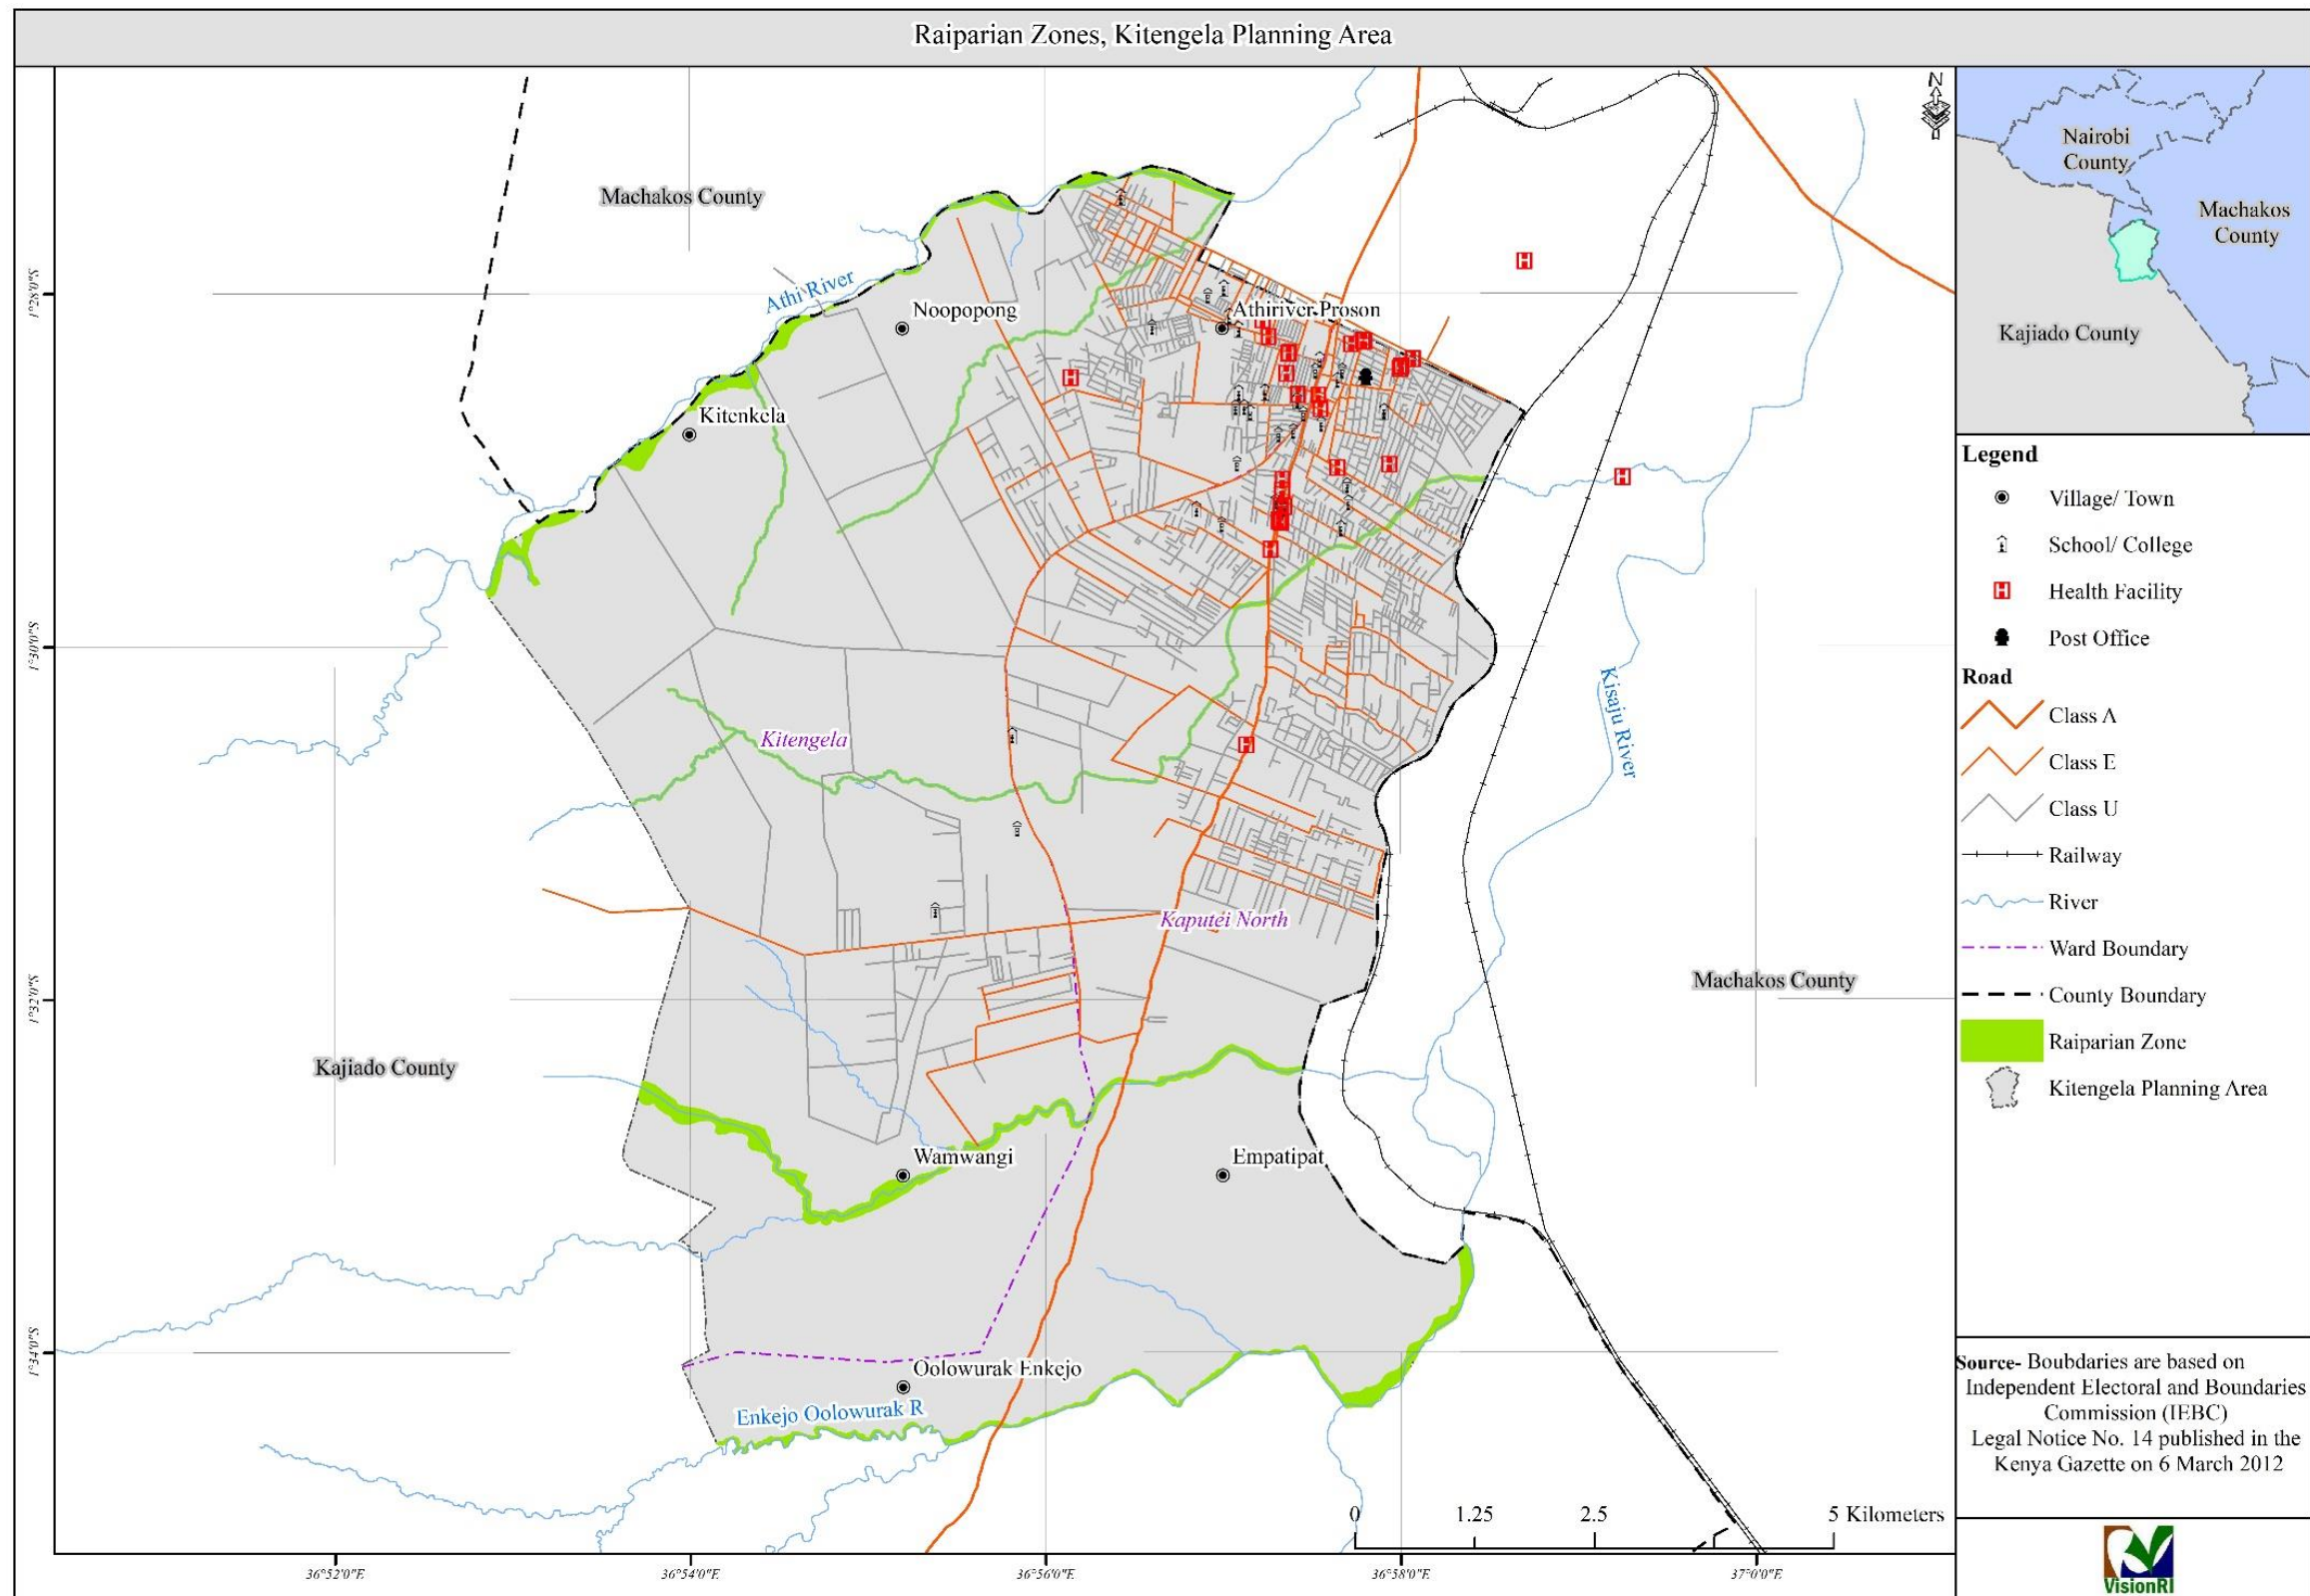 Raiparian Zones, Kitengela Planning Area
N
Machakos County
Athi River
Noopopong
Athiriver Proson
Kitenkela
Kitengela
Kisaju River
Kaputei North
Machakos County
Kajiado County
Wamwangi
Empatipat
Oolowurak Enkejo
Enkejo Oolowurak R
0 1.25 2.5 5 Kilometers
1°28'0"S
1°30'0"S
1°32'0"S
1°34'0"S
36°52'0"E
36°54'0"E
36°56'0"E
36°58'0"E
37°0'0"E
Nairobi
County
Machakos
County
Kajiado County
Legend
Village/ Town
School/ College
H
Health Facility
Post Office
Road
Class A
Class E
Class U
Railway
River
Ward Boundary
County Boundary
Raiparian Zone
Kitengela Planning Area
Source- Boubdaries are based on
Independent Electoral and Boundaries
Commission (IEBC)
Legal Notice No. 14 published in the
Kenya Gazette on 6 March 2012
VisionRI